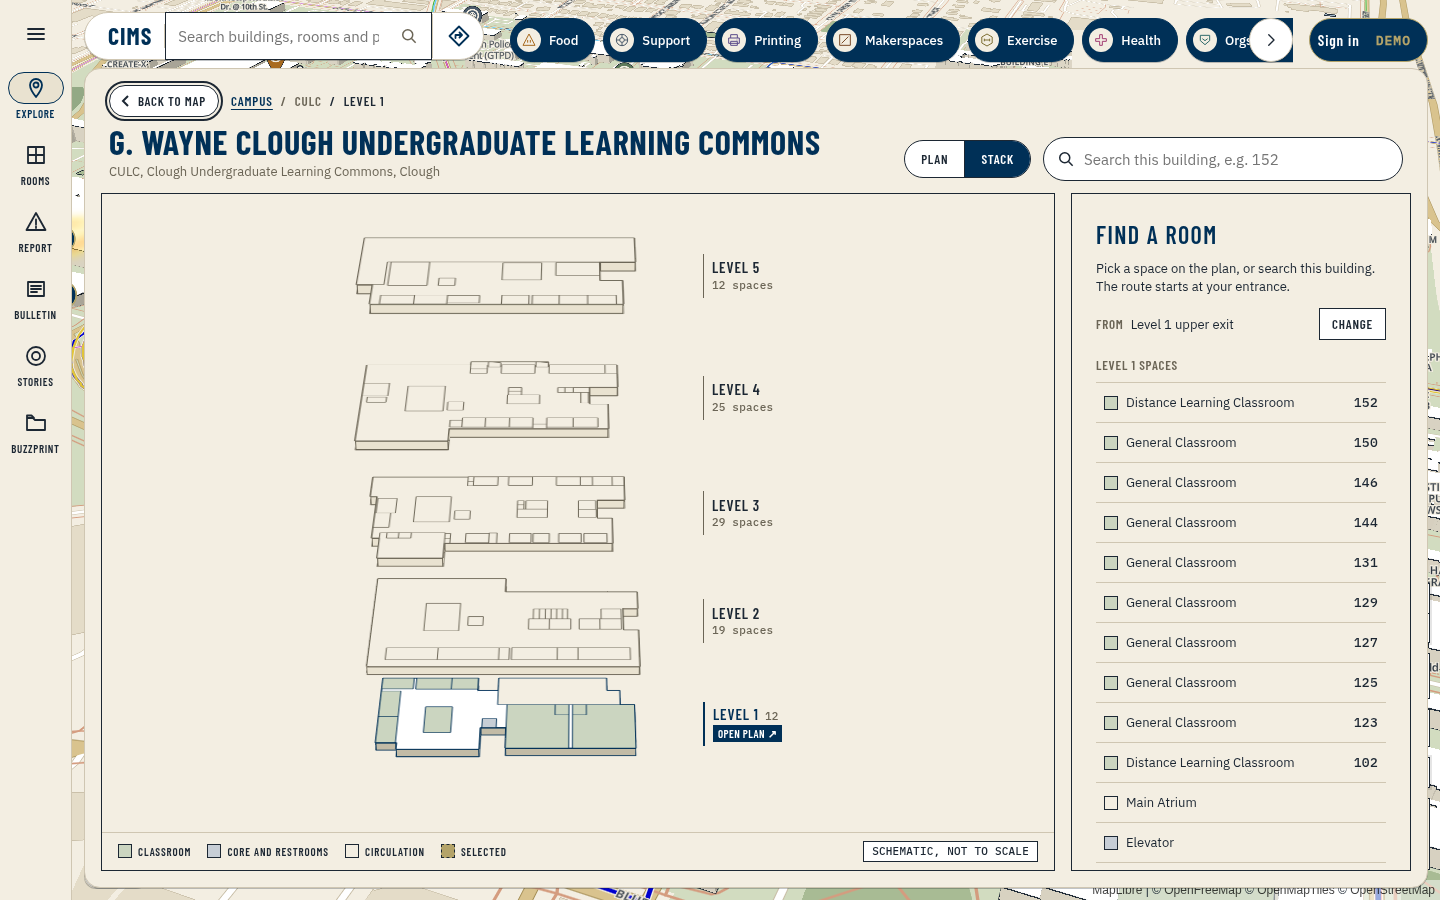 Dr. @ 10th St.
CIMS
Search buildings, rooms and p
Food
Support
Printing
Makerspaces
Exercise
Health
Orgs
Sign in
DEMO
EXPLORE
ROOMS
REPORT
BULLETIN
STORIES
BUZZPRINT
BACK TO MAP
CAMPUS / CULC / LEVEL 1
G. WAYNE CLOUGH UNDERGRADUATE LEARNING COMMONS
CULC, Clough Undergraduate Learning Commons, Clough
PLAN
STACK
Search this building, e.g. 152
LEVEL 5
12 spaces
LEVEL 4
25 spaces
LEVEL 3
29 spaces
LEVEL 2
19 spaces
LEVEL 1 12
OPEN PLAN ↗
CLASSROOM
CORE AND RESTROOMS
CIRCULATION
SELECTED
SCHEMATIC, NOT TO SCALE
FIND A ROOM
Pick a space on the plan, or search this building.
The route starts at your entrance.
FROM Level 1 upper exit
CHANGE
LEVEL 1 SPACES
Distance Learning Classroom 152
General Classroom 150
General Classroom 146
General Classroom 144
General Classroom 131
General Classroom 129
General Classroom 127
General Classroom 125
General Classroom 123
Distance Learning Classroom 102
Main Atrium
Elevator
MapLibre | © OpenFreeMap © OpenMapTiles © OpenStreetMap